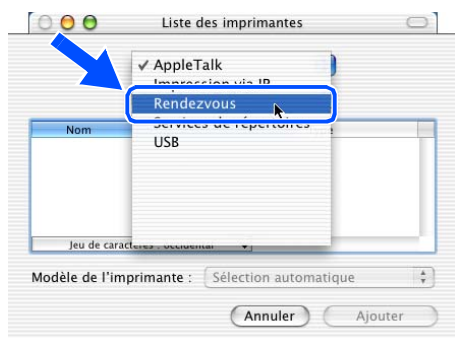 Liste des imprimantes
✓ AppleTalk
Impression via IP
Rendezvous
Services de répertoires
USB
Nom
Jeu de caractères : occidental
Modèle de l'imprimante : Sélection automatique
Annuler Ajouter